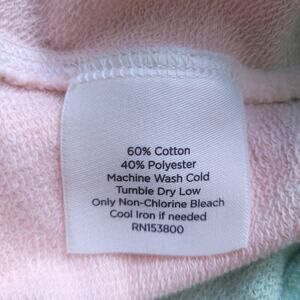 60% Cotton
40% Polyester
Machine Wash Cold
Tumble Dry Low
Only Non-Chlorine Bleach
Cool Iron if needed
RN153800